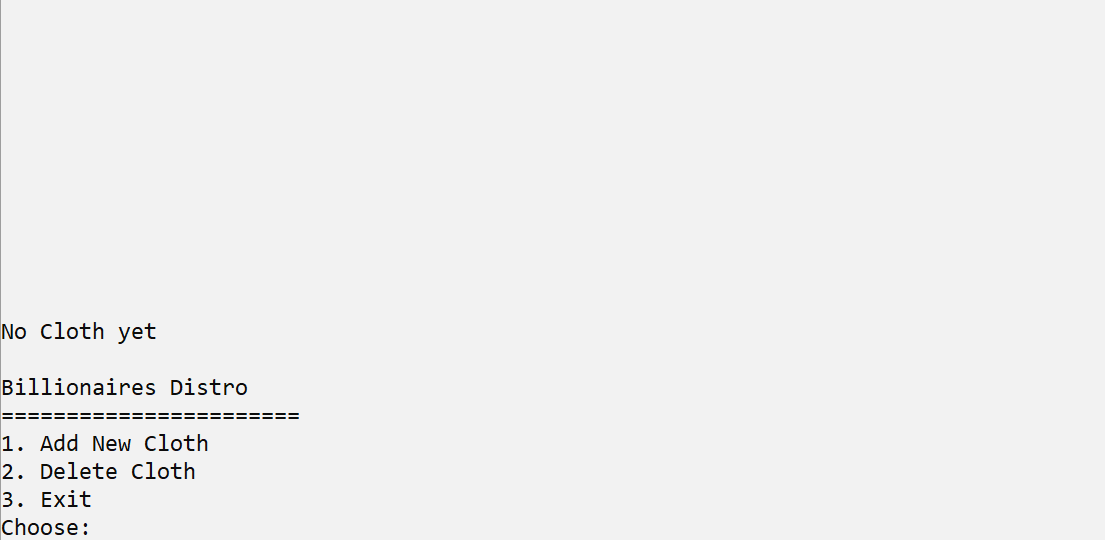 No Cloth yet
Billionaires Distro
=======================
1. Add New Cloth
2. Delete Cloth
3. Exit
Choose: